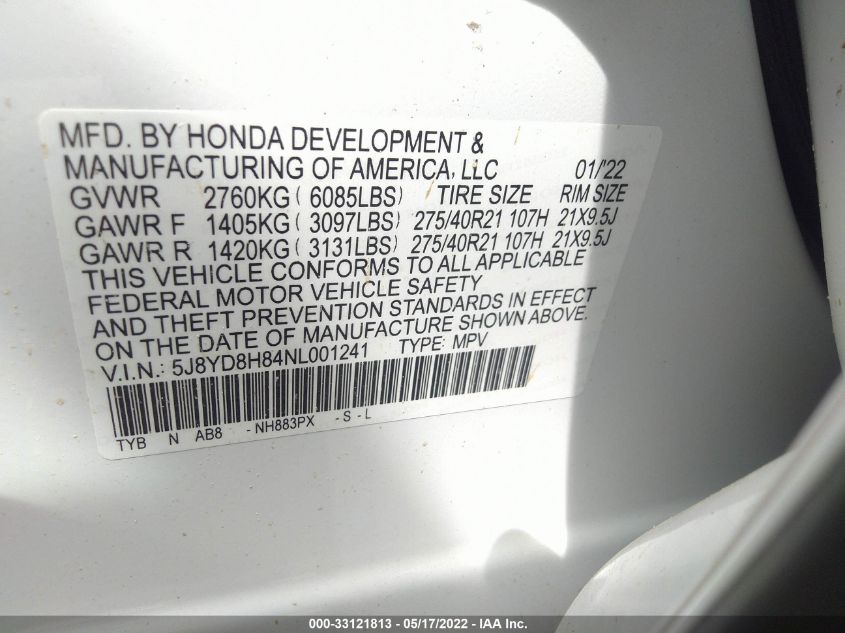 MFD. BY HONDA DEVELOPMENT &
MANUFACTURING OF AMERICA, LLC 01/'22
GVWR 2760KG ( 6085LBS) TIRE SIZE RIM SIZE
GAWR F 1405KG ( 3097LBS) 275/40R21 107H 21X9.5J
GAWR R 1420KG ( 3131LBS) 275/40R21 107H 21X9.5J
THIS VEHICLE CONFORMS TO ALL APPLICABLE
FEDERAL MOTOR VEHICLE SAFETY
AND THEFT PREVENTION STANDARDS IN EFFECT
ON THE DATE OF MANUFACTURE SHOWN ABOVE.
V.I.N.: 5J8YD8H84NL001241 TYPE: MPV
TYB N AB8 - NH883PX - S - L
000-33121813 - 05/17/2022 - IAA Inc.